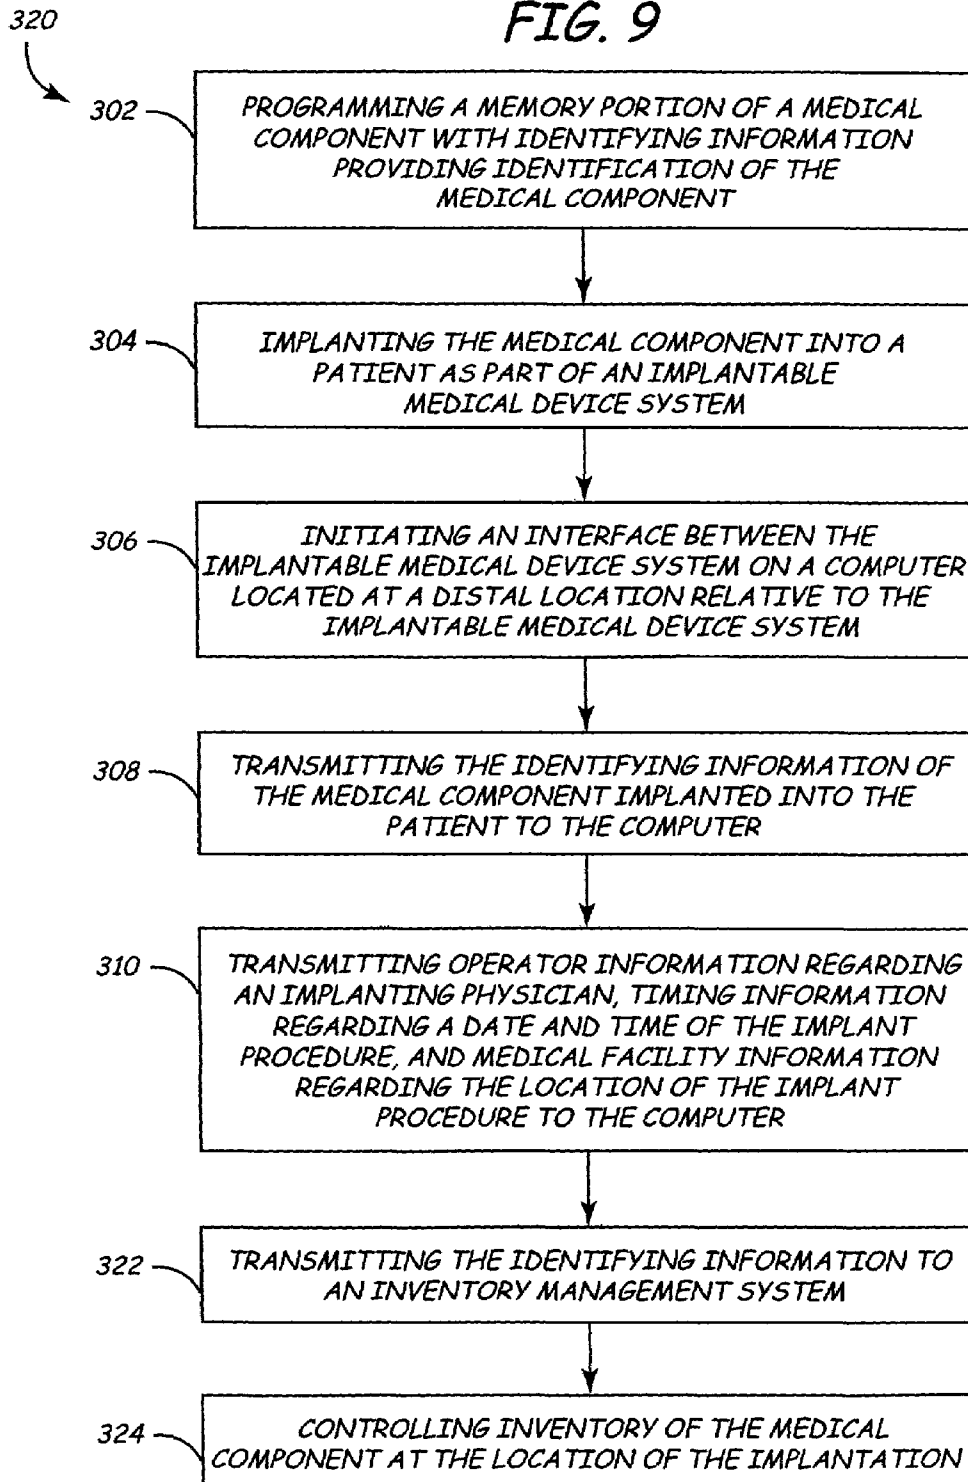 FIG. 9
320
302
PROGRAMMING A MEMORY PORTION OF A MEDICAL
COMPONENT WITH IDENTIFYING INFORMATION
PROVIDING IDENTIFICATION OF THE
MEDICAL COMPONENT
304
IMPLANTING THE MEDICAL COMPONENT INTO A
PATIENT AS PART OF AN IMPLANTABLE
MEDICAL DEVICE SYSTEM
306
INITIATING AN INTERFACE BETWEEN THE
IMPLANTABLE MEDICAL DEVICE SYSTEM ON A COMPUTER
LOCATED AT A DISTAL LOCATION RELATIVE TO THE
IMPLANTABLE MEDICAL DEVICE SYSTEM
308
TRANSMITTING THE IDENTIFYING INFORMATION OF
THE MEDICAL COMPONENT IMPLANTED INTO THE
PATIENT TO THE COMPUTER
310
TRANSMITTING OPERATOR INFORMATION REGARDING
AN IMPLANTING PHYSICIAN, TIMING INFORMATION
REGARDING A DATE AND TIME OF THE IMPLANT
PROCEDURE, AND MEDICAL FACILITY INFORMATION
REGARDING THE LOCATION OF THE IMPLANT
PROCEDURE TO THE COMPUTER
322
TRANSMITTING THE IDENTIFYING INFORMATION TO
AN INVENTORY MANAGEMENT SYSTEM
324
CONTROLLING INVENTORY OF THE MEDICAL
COMPONENT AT THE LOCATION OF THE IMPLANTATION